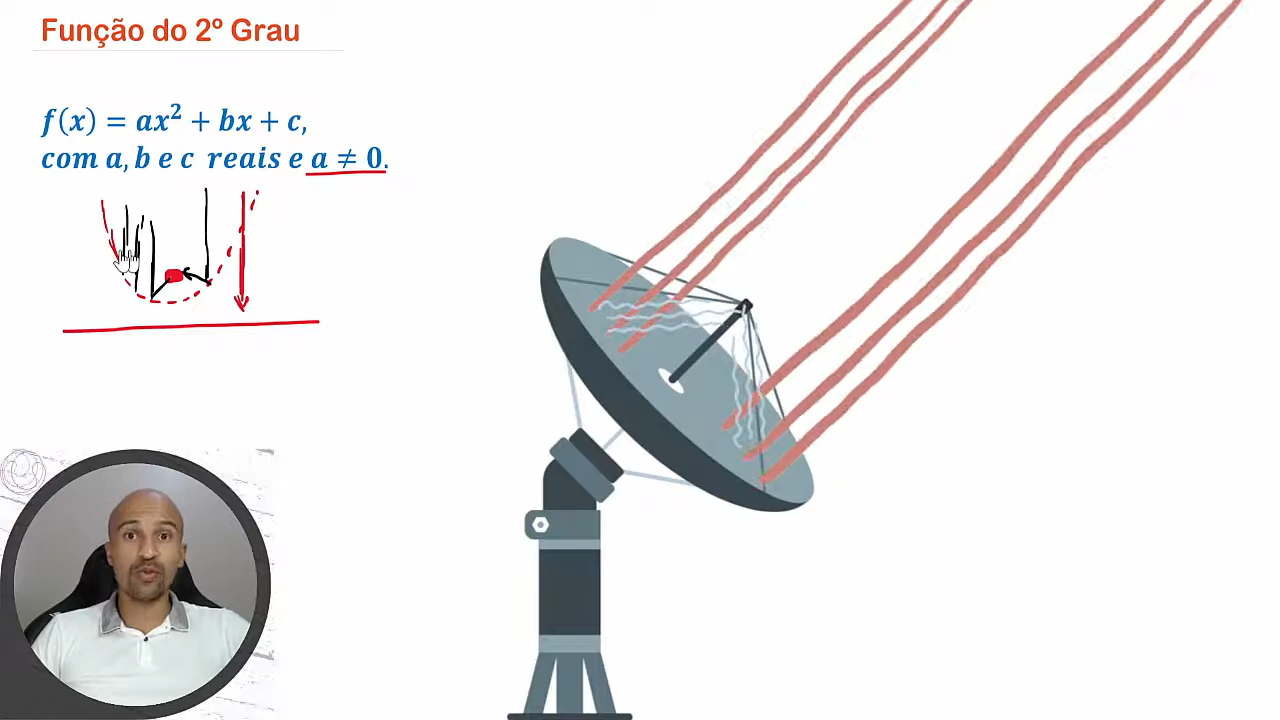 Função do 2º Grau
f(x) = ax² + bx + c,
com a, b e c reais e a ≠ 0.